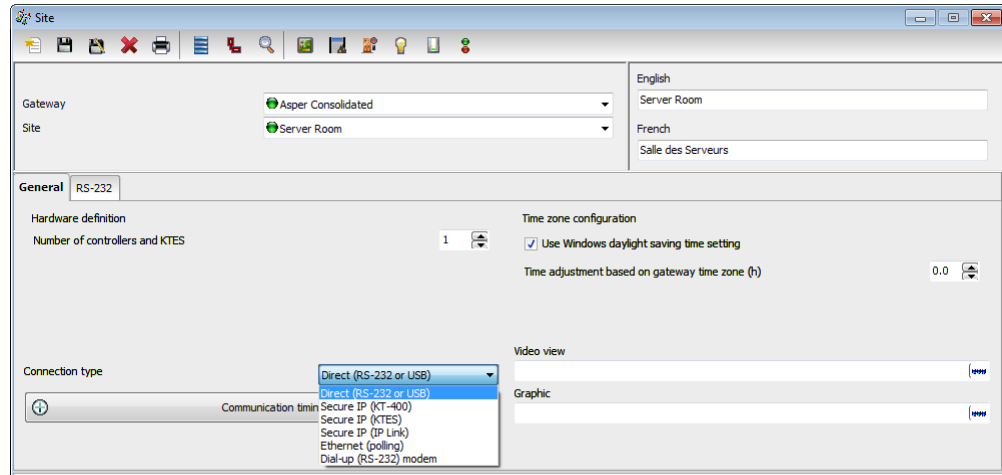 Site
English
Gateway
Asper Consolidated
Server Room
Site
Server Room
French
Salle des Serveurs
General
RS-232
Hardware definition
Time zone configuration
Number of controllers and KTES
1
Use Windows daylight saving time setting
Time adjustment based on gateway time zone (h)
0.0
Video view
Connection type
Direct (RS-232 or USB)
Graphic
Direct (RS-232 or USB)
Communication timin
Secure IP (KT-400)
Secure IP (KTES)
Secure IP (IP Link)
Ethernet (polling)
Dial-up (RS-232) modem